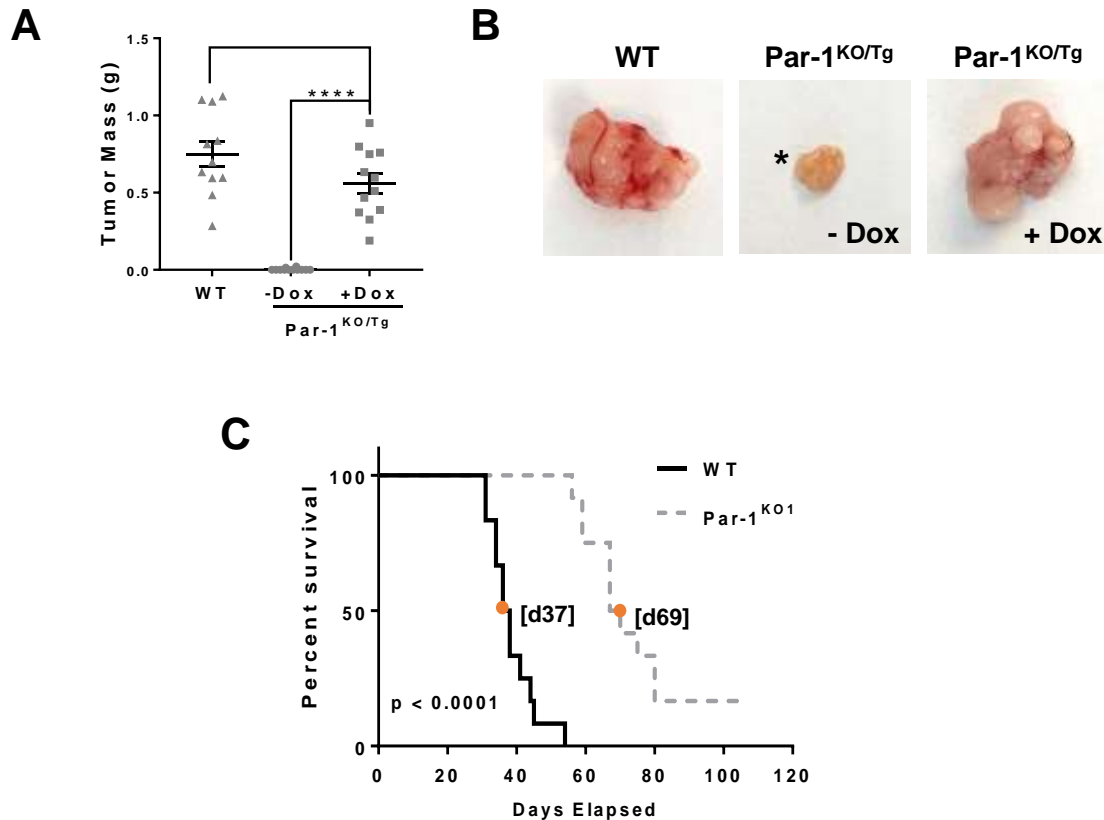 A
Tumor Mass (g)
1.5
1.0
0.5
0.0
****
WT
-Dox
+Dox
Par-1KO/Tg
B
WT
Par-1KO/Tg
Par-1KO/Tg
*
- Dox
+ Dox
C
Percent survival
100
50
0
[d37]
[d69]
p < 0.0001
WT
Par-1KO1
0 20 40 60 80 100 120
Days Elapsed